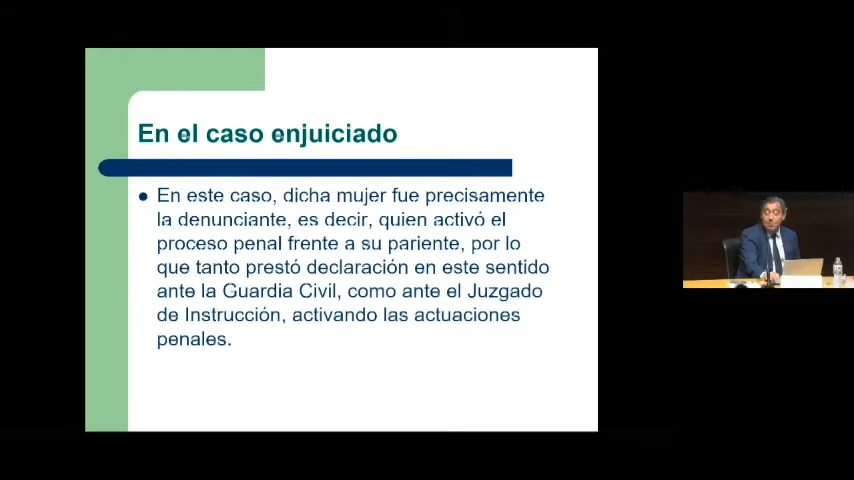 En el caso enjuiciado
En este caso, dicha mujer fue precisamente
la denunciante, es decir, quien activó el
proceso penal frente a su pariente, por lo
que tanto prestó declaración en este sentido
ante la Guardia Civil, como ante el Juzgado
de Instrucción, activando las actuaciones
penales.